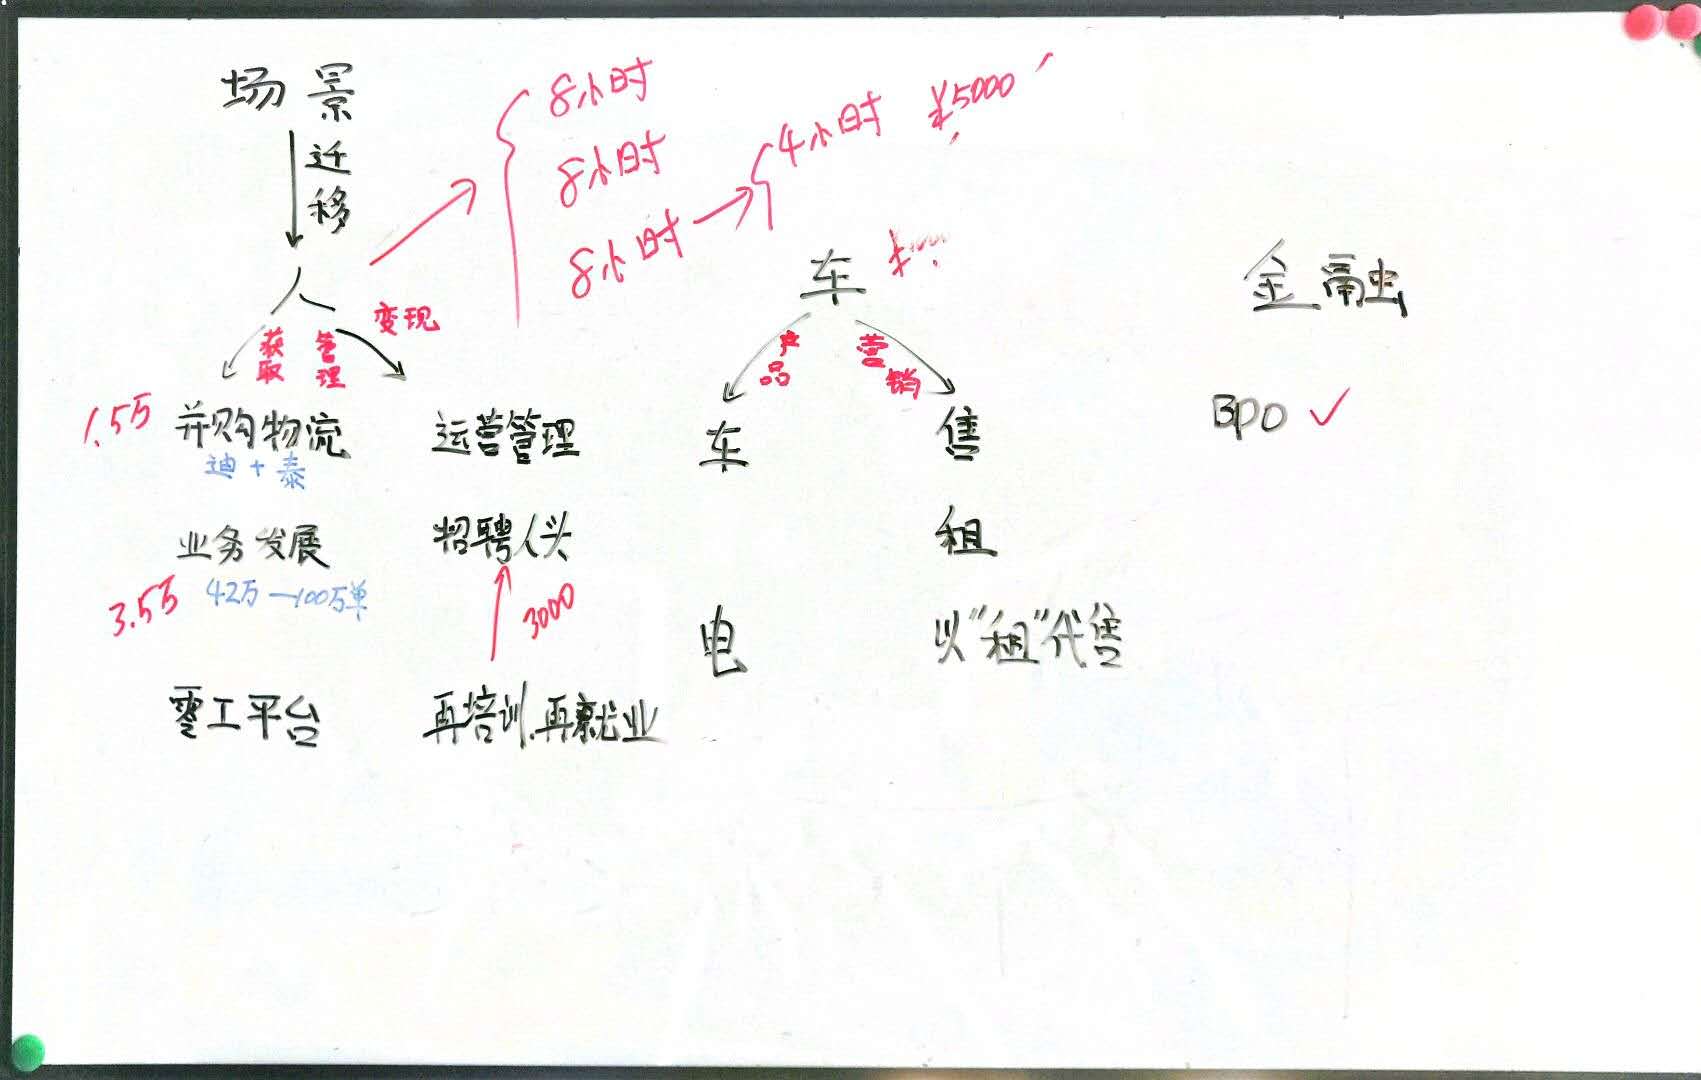 场景
迁移
人
8小时
8小时
8小时
4小时 ¥5000
变现
获取 管理
1.5万 并购物流 运营管理
迪+泰
业务发展 招聘人头
3.5万 42万—100万单
3000
零工平台 再培训.再就业
车
产品 营销
车 售
租
电 以"租"代售
金融
BPO ✓